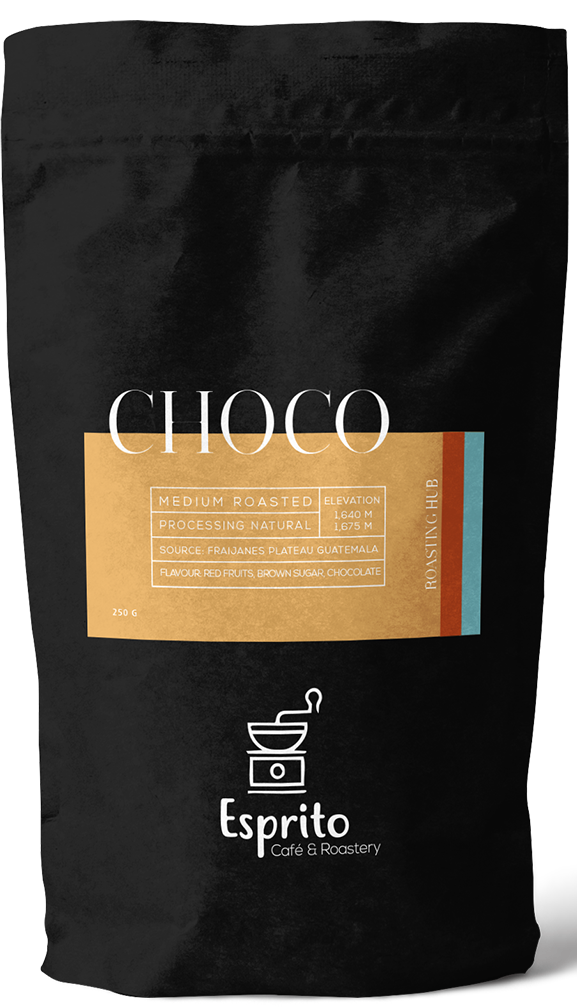 CHOCO
MEDIUM ROASTED
ELEVATION
1,640 M
1,675 M
PROCESSING NATURAL
SOURCE: FRAIJANES PLATEAU GUATEMALA
FLAVOUR: RED FRUITS, BROWN SUGAR, CHOCOLATE
250 G
ROASTING HUB
Esprito
Café & Roastery